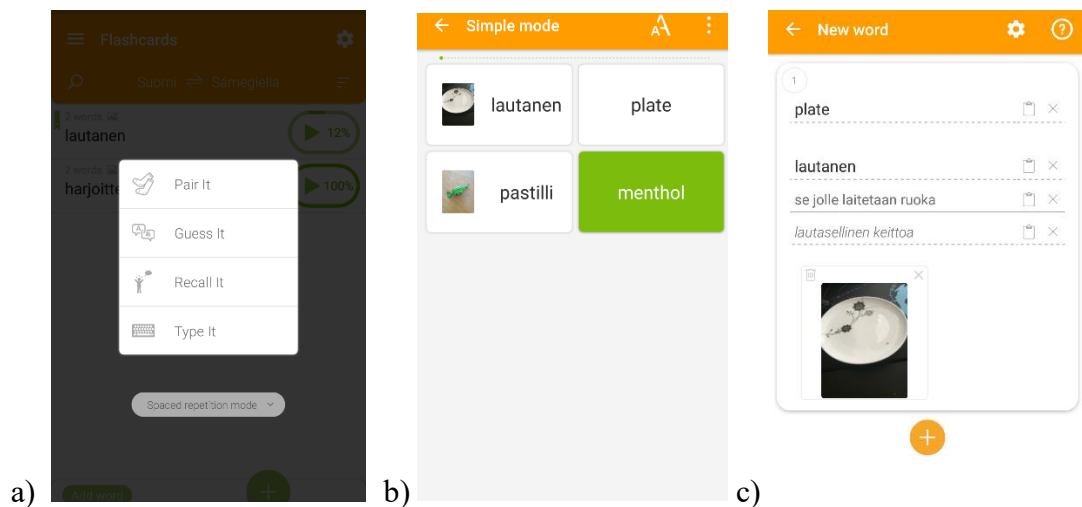 Flashcards
Suomi Sámegiella
2 words
lautanen
12%
2 words
harjoitte
100%
Pair It
Guess It
Recall It
Type It
Spaced repetition mode
Add word
a)
Simple mode
lautanen
plate
pastilli
menthol
b)
New word
1
plate
lautanen
se jolle laitetaan ruoka
lautasellinen keittoa
c)